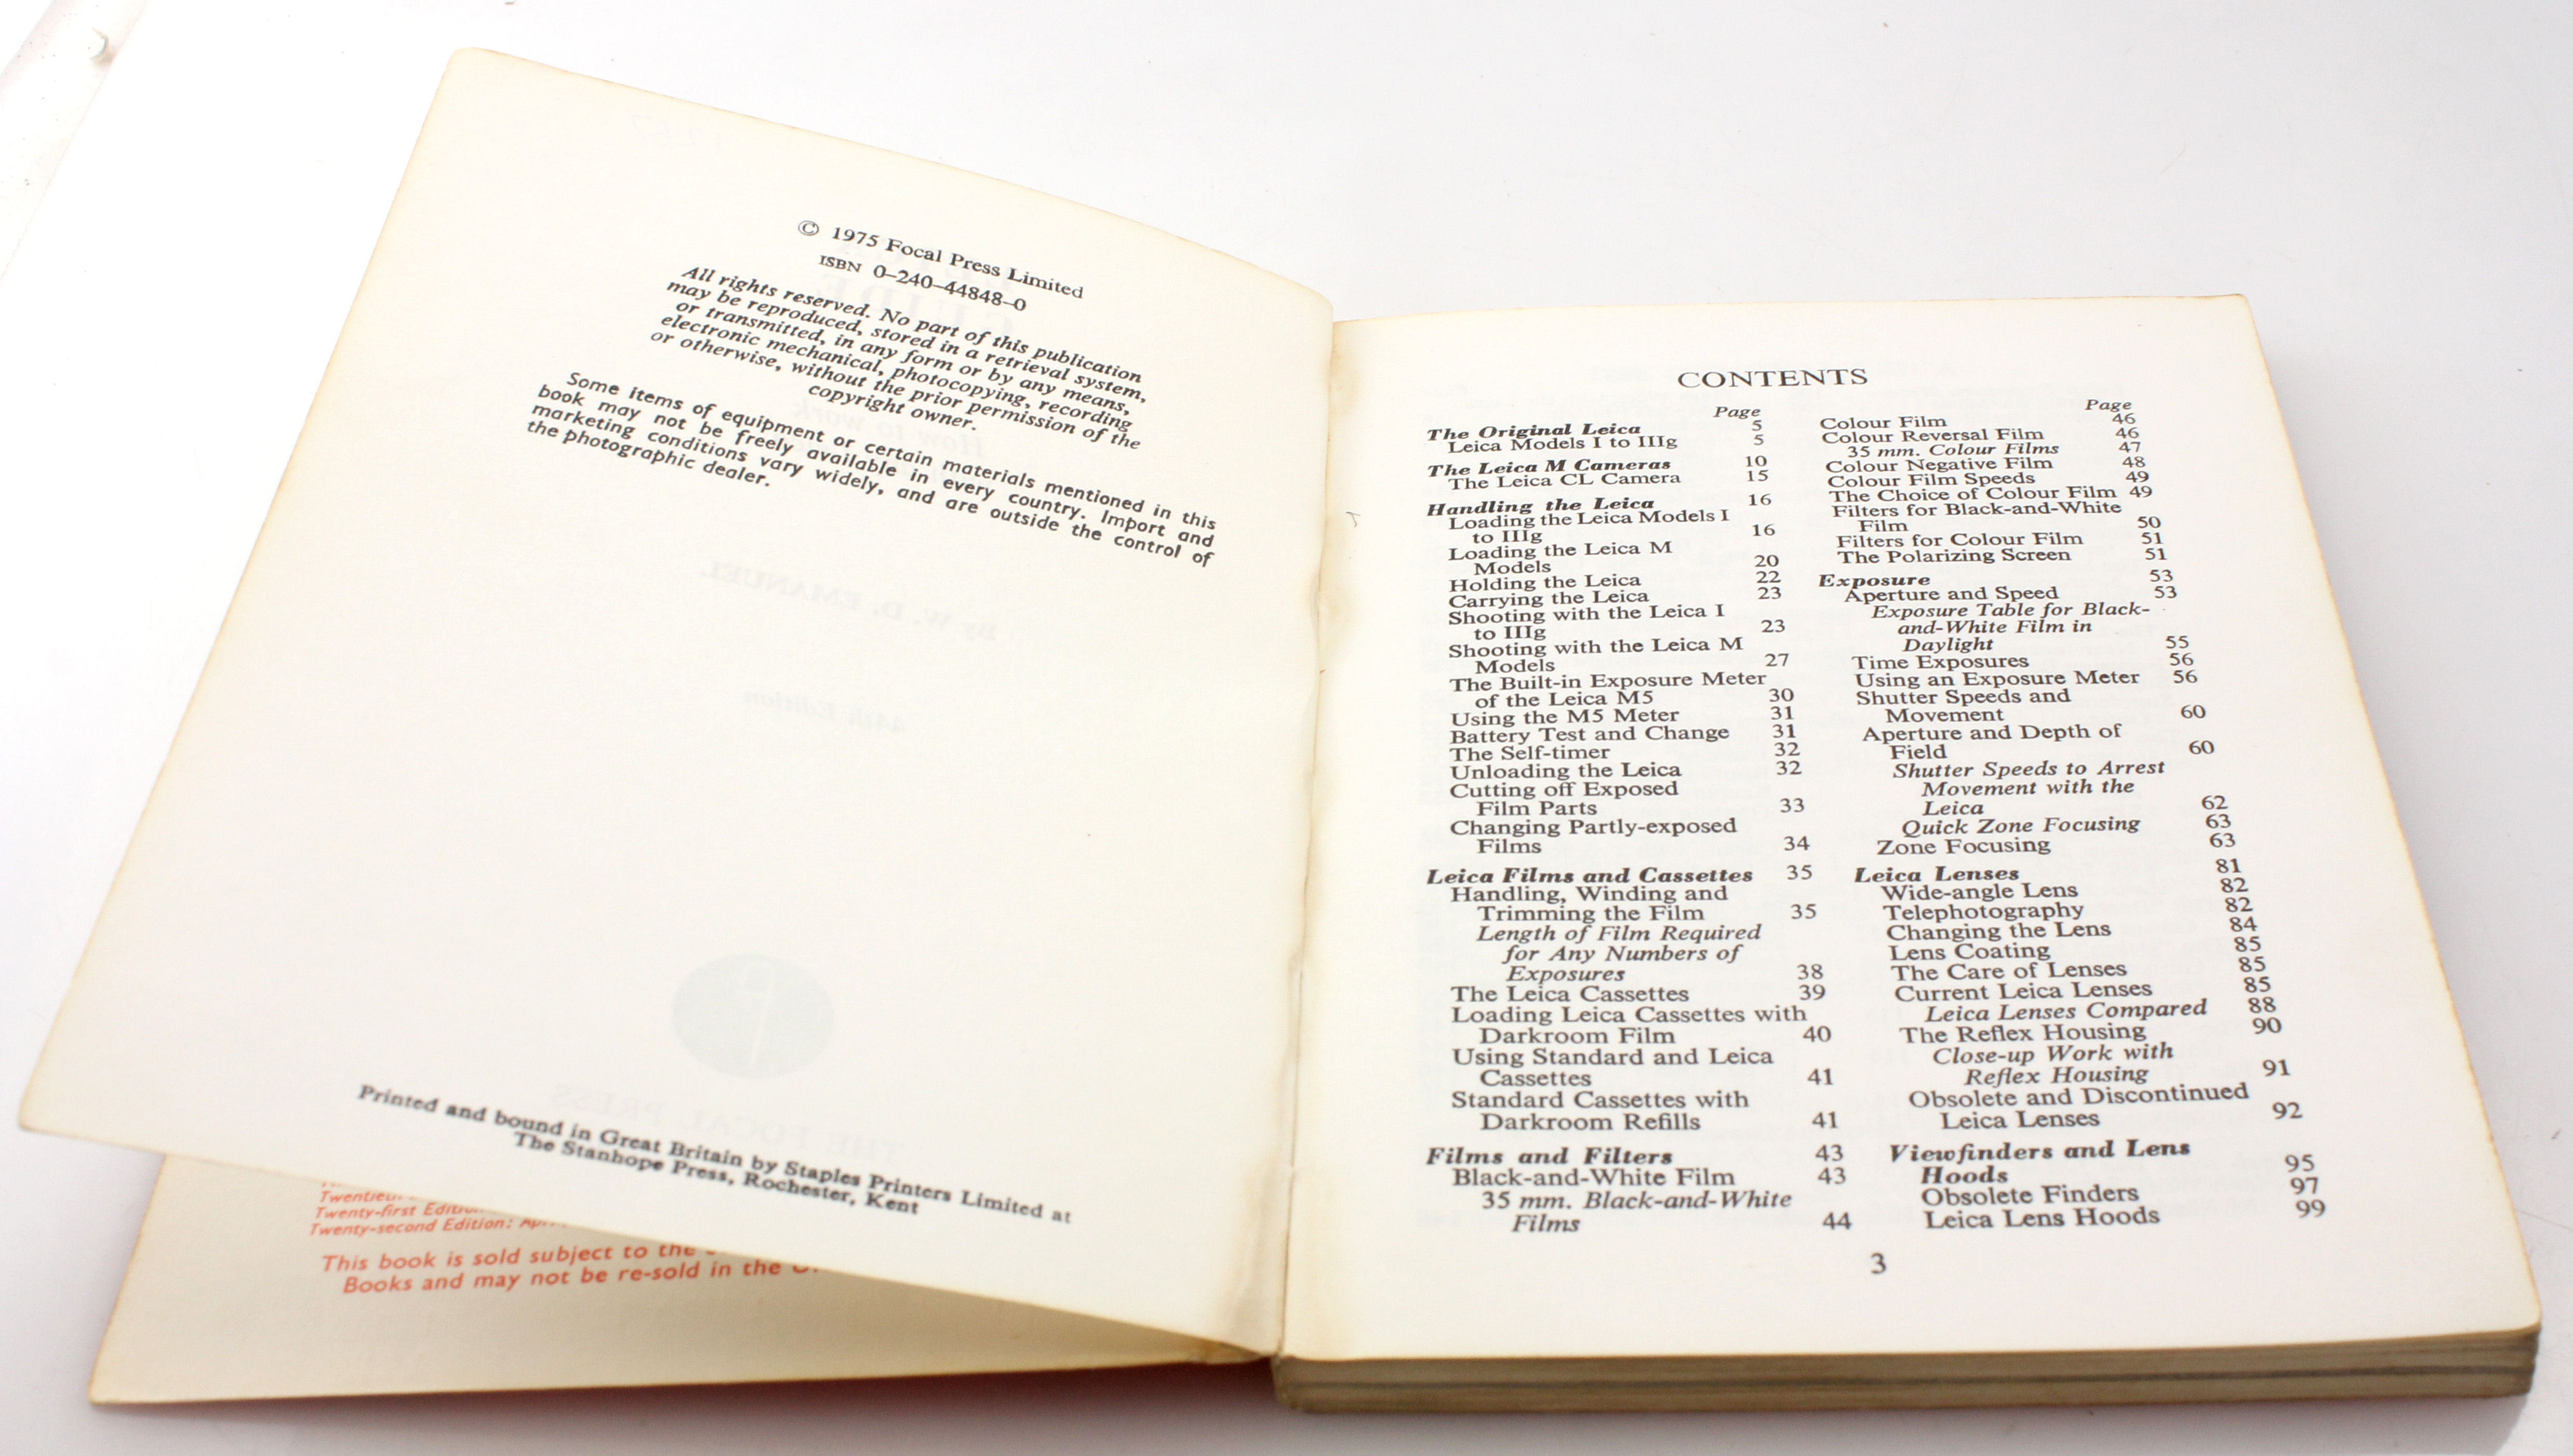 © 1975 Focal Press Limited
ISBN 0–240–44848–0
All rights reserved. No part of this publication
may be reproduced, stored in a retrieval system,
or transmitted, in any form or by any means,
electronic mechanical, photocopying, recording
or otherwise, without the prior permission of the
copyright owner.
Some items of equipment or certain materials mentioned in this
book may not be freely available in every country. Import and
marketing conditions vary widely, and are outside the control of
the photographic dealer.
By W. D. EMANUEL
44th Edition
THE FOCAL PRESS
Printed and bound in Great Britain by Staples Printers Limited at
The Stanhope Press, Rochester, Kent
Twenty-first
Twenty-second Edition:
This book is sold subject to the
Books and may not be re-sold in the
CONTENTS
Page
The Original Leica 5
Leica Models I to IIIg 5
The Leica M Cameras 10
The Leica CL Camera 15
Handling the Leica 16
Loading the Leica Models I
to IIIg 16
Loading the Leica M
Models 20
Holding the Leica 22
Carrying the Leica 23
Shooting with the Leica I
to IIIg 23
Shooting with the Leica M
Models 27
The Built-in Exposure Meter
of the Leica M5 30
Using the M5 Meter 31
Battery Test and Change 31
The Self-timer 32
Unloading the Leica 32
Cutting off Exposed
Film Parts 33
Changing Partly-exposed
Films 34
Leica Films and Cassettes 35
Handling, Winding and
Trimming the Film 35
Length of Film Required
for Any Numbers of
Exposures 38
The Leica Cassettes 39
Loading Leica Cassettes with
Darkroom Film 40
Using Standard and Leica
Cassettes 41
Standard Cassettes with
Darkroom Refills 41
Films and Filters 43
Black-and-White Film 43
35 mm. Black-and-White
Films 44
Page
Colour Film 46
Colour Reversal Film 46
35 mm. Colour Films 47
Colour Negative Film 48
Colour Film Speeds 49
The Choice of Colour Film 49
Filters for Black-and-White
Film 50
Filters for Colour Film 51
The Polarizing Screen 51
Exposure 53
Aperture and Speed 53
Exposure Table for Black-
and-White Film in
Daylight 55
Time Exposures 56
Using an Exposure Meter 56
Shutter Speeds and
Movement 60
Aperture and Depth of
Field 60
Shutter Speeds to Arrest
Movement with the
Leica 62
Quick Zone Focusing 63
Zone Focusing 63
Leica Lenses 81
Wide-angle Lens 82
Telephotography 82
Changing the Lens 84
Lens Coating 85
The Care of Lenses 85
Current Leica Lenses 85
Leica Lenses Compared 88
The Reflex Housing 90
Close-up Work with
Reflex Housing 91
Obsolete and Discontinued
Leica Lenses 92
Viewfinders and Lens
Hoods 95
Obsolete Finders 97
Leica Lens Hoods 99
3